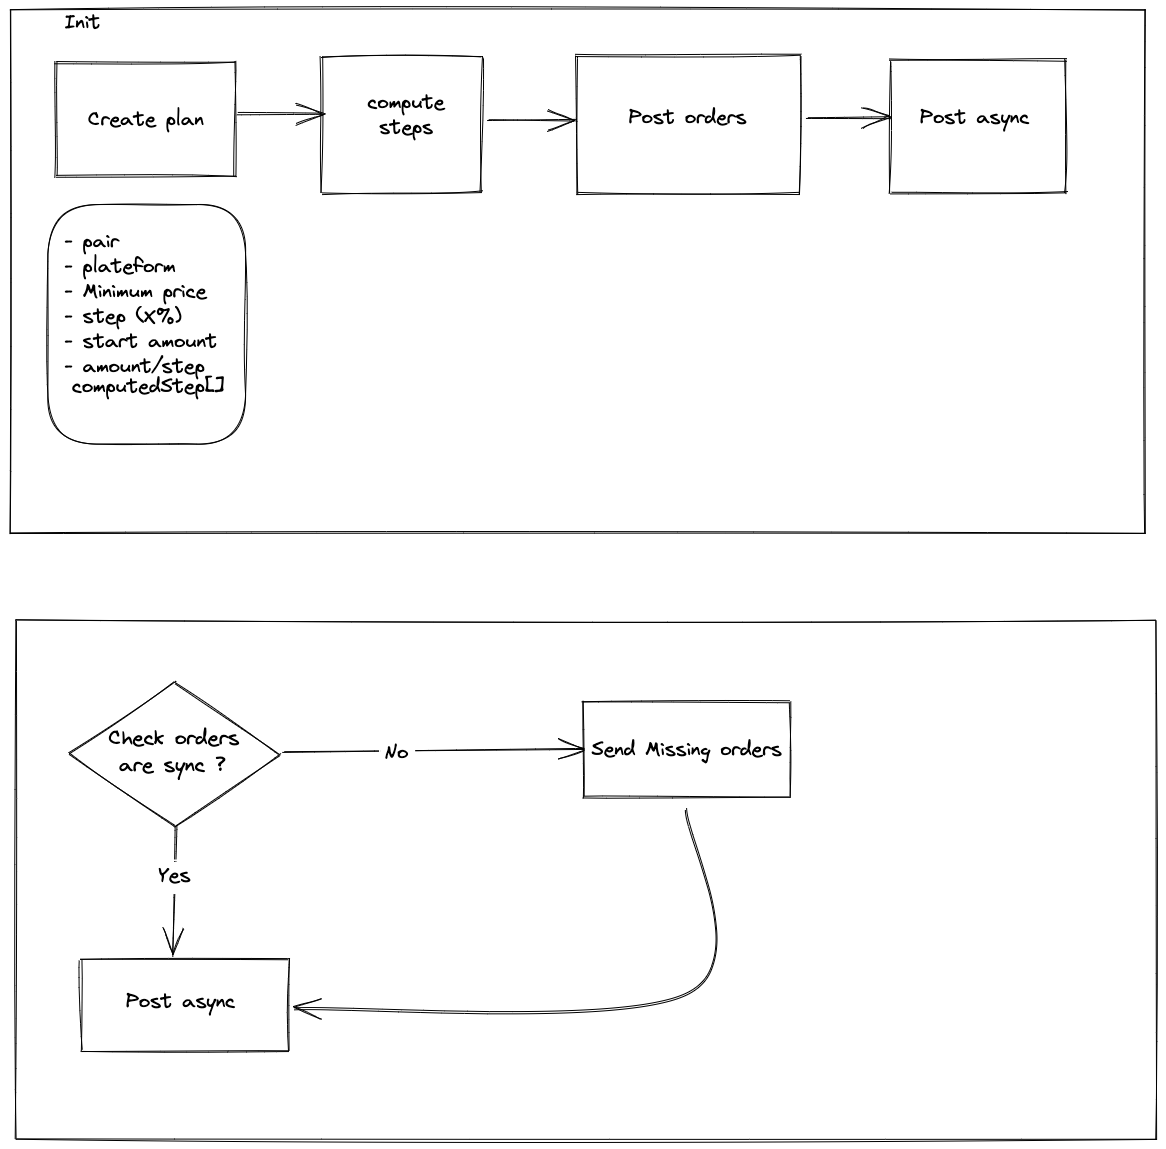 Init
Create plan
compute
steps
Post orders
Post async
- pair
- plateform
- Minimum price
- step (x%)
- start amount
- amount/step
computedStep[]
Check orders
are sync ?
No
Send Missing orders
Yes
Post async